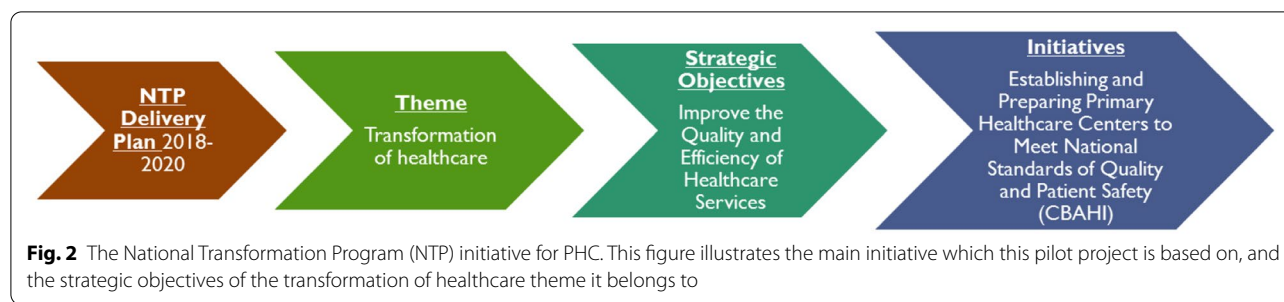 NTP
Delivery
Plan 2018-
2020
Theme
Transformation
of healthcare
Strategic
Objectives
Improve the
Quality and
Efficiency of
Healthcare
Services
Initiatives
Establishing and
Preparing Primary
Healthcare Centers to
Meet National
Standards of Quality
and Patient Safety
(CBAHI)
Fig. 2 The National Transformation Program (NTP) initiative for PHC. This figure illustrates the main initiative which this pilot project is based on, and
the strategic objectives of the transformation of healthcare theme it belongs to